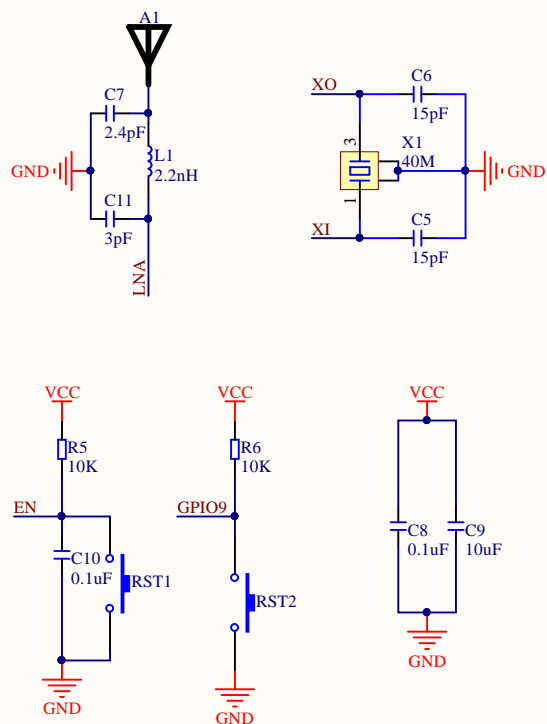 A1
C7
2.4pF
GND
L1
2.2nH
C11
3pF
LNA
XO
C6
15pF
3
X1
40M
GND
1
XI
C5
15pF
VCC
R5
10K
EN
C10
0.1uF
RST1
GND
VCC
R6
10K
GPIO9
RST2
GND
VCC
C8
0.1uF
C9
10uF
GND